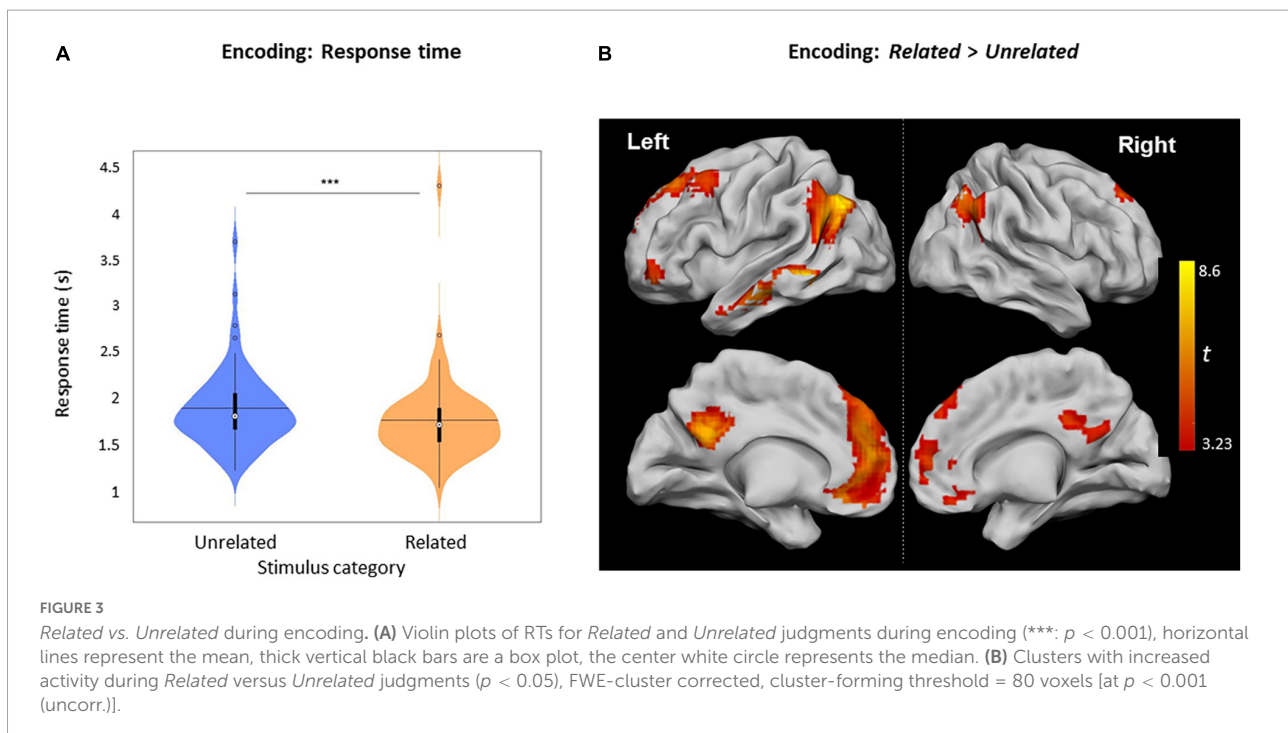 A
Encoding: Response time
4.5
4
3.5
3
2.5
2
1.5
1
Response time (s)
***
Unrelated
Related
Stimulus category
B
Encoding: Related > Unrelated
Left
Right
8.6
t
3.23
FIGURE 3
Related vs. Unrelated during encoding. (A) Violin plots of RTs for Related and Unrelated judgments during encoding (***: p < 0.001), horizontal
lines represent the mean, thick vertical black bars are a box plot, the center white circle represents the median. (B) Clusters with increased
activity during Related versus Unrelated judgments (p < 0.05), FWE-cluster corrected, cluster-forming threshold = 80 voxels [at p < 0.001
(uncorr.)].